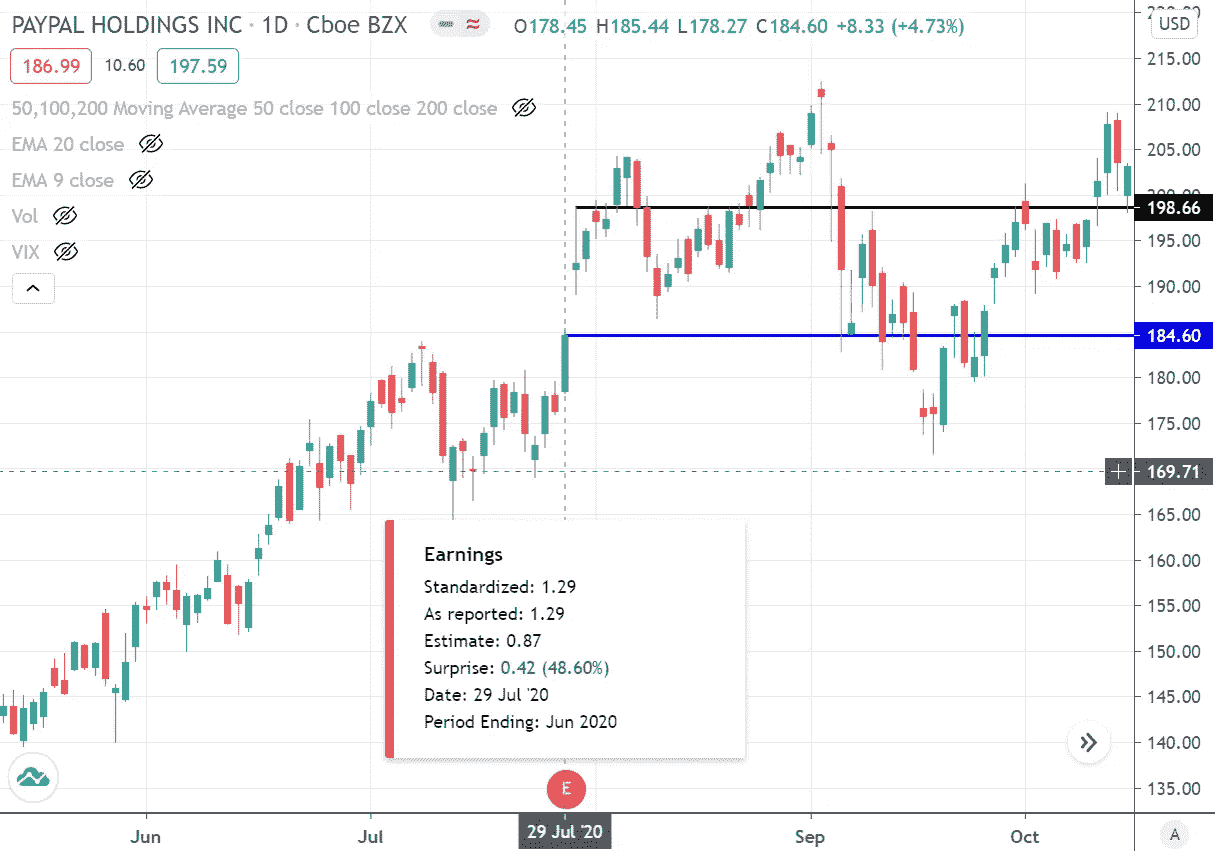 PAYPAL HOLDINGS INC · 1D · Cboe BZX O178.45 H185.44 L178.27 C184.60 +8.33 (+4.73%)
186.99 10.60 197.59
50,100,200 Moving Average 50 close 100 close 200 close
EMA 20 close
EMA 9 close
Vol
VIX
USD
215.00
210.00
205.00
200.00
198.66
195.00
190.00
184.60
180.00
175.00
169.71
165.00
160.00
155.00
150.00
145.00
140.00
135.00
Earnings
Standardized: 1.29
As reported: 1.29
Estimate: 0.87
Surprise: 0.42 (48.60%)
Date: 29 Jul '20
Period Ending: Jun 2020
E
Jun Jul 29 Jul '20 Sep Oct A